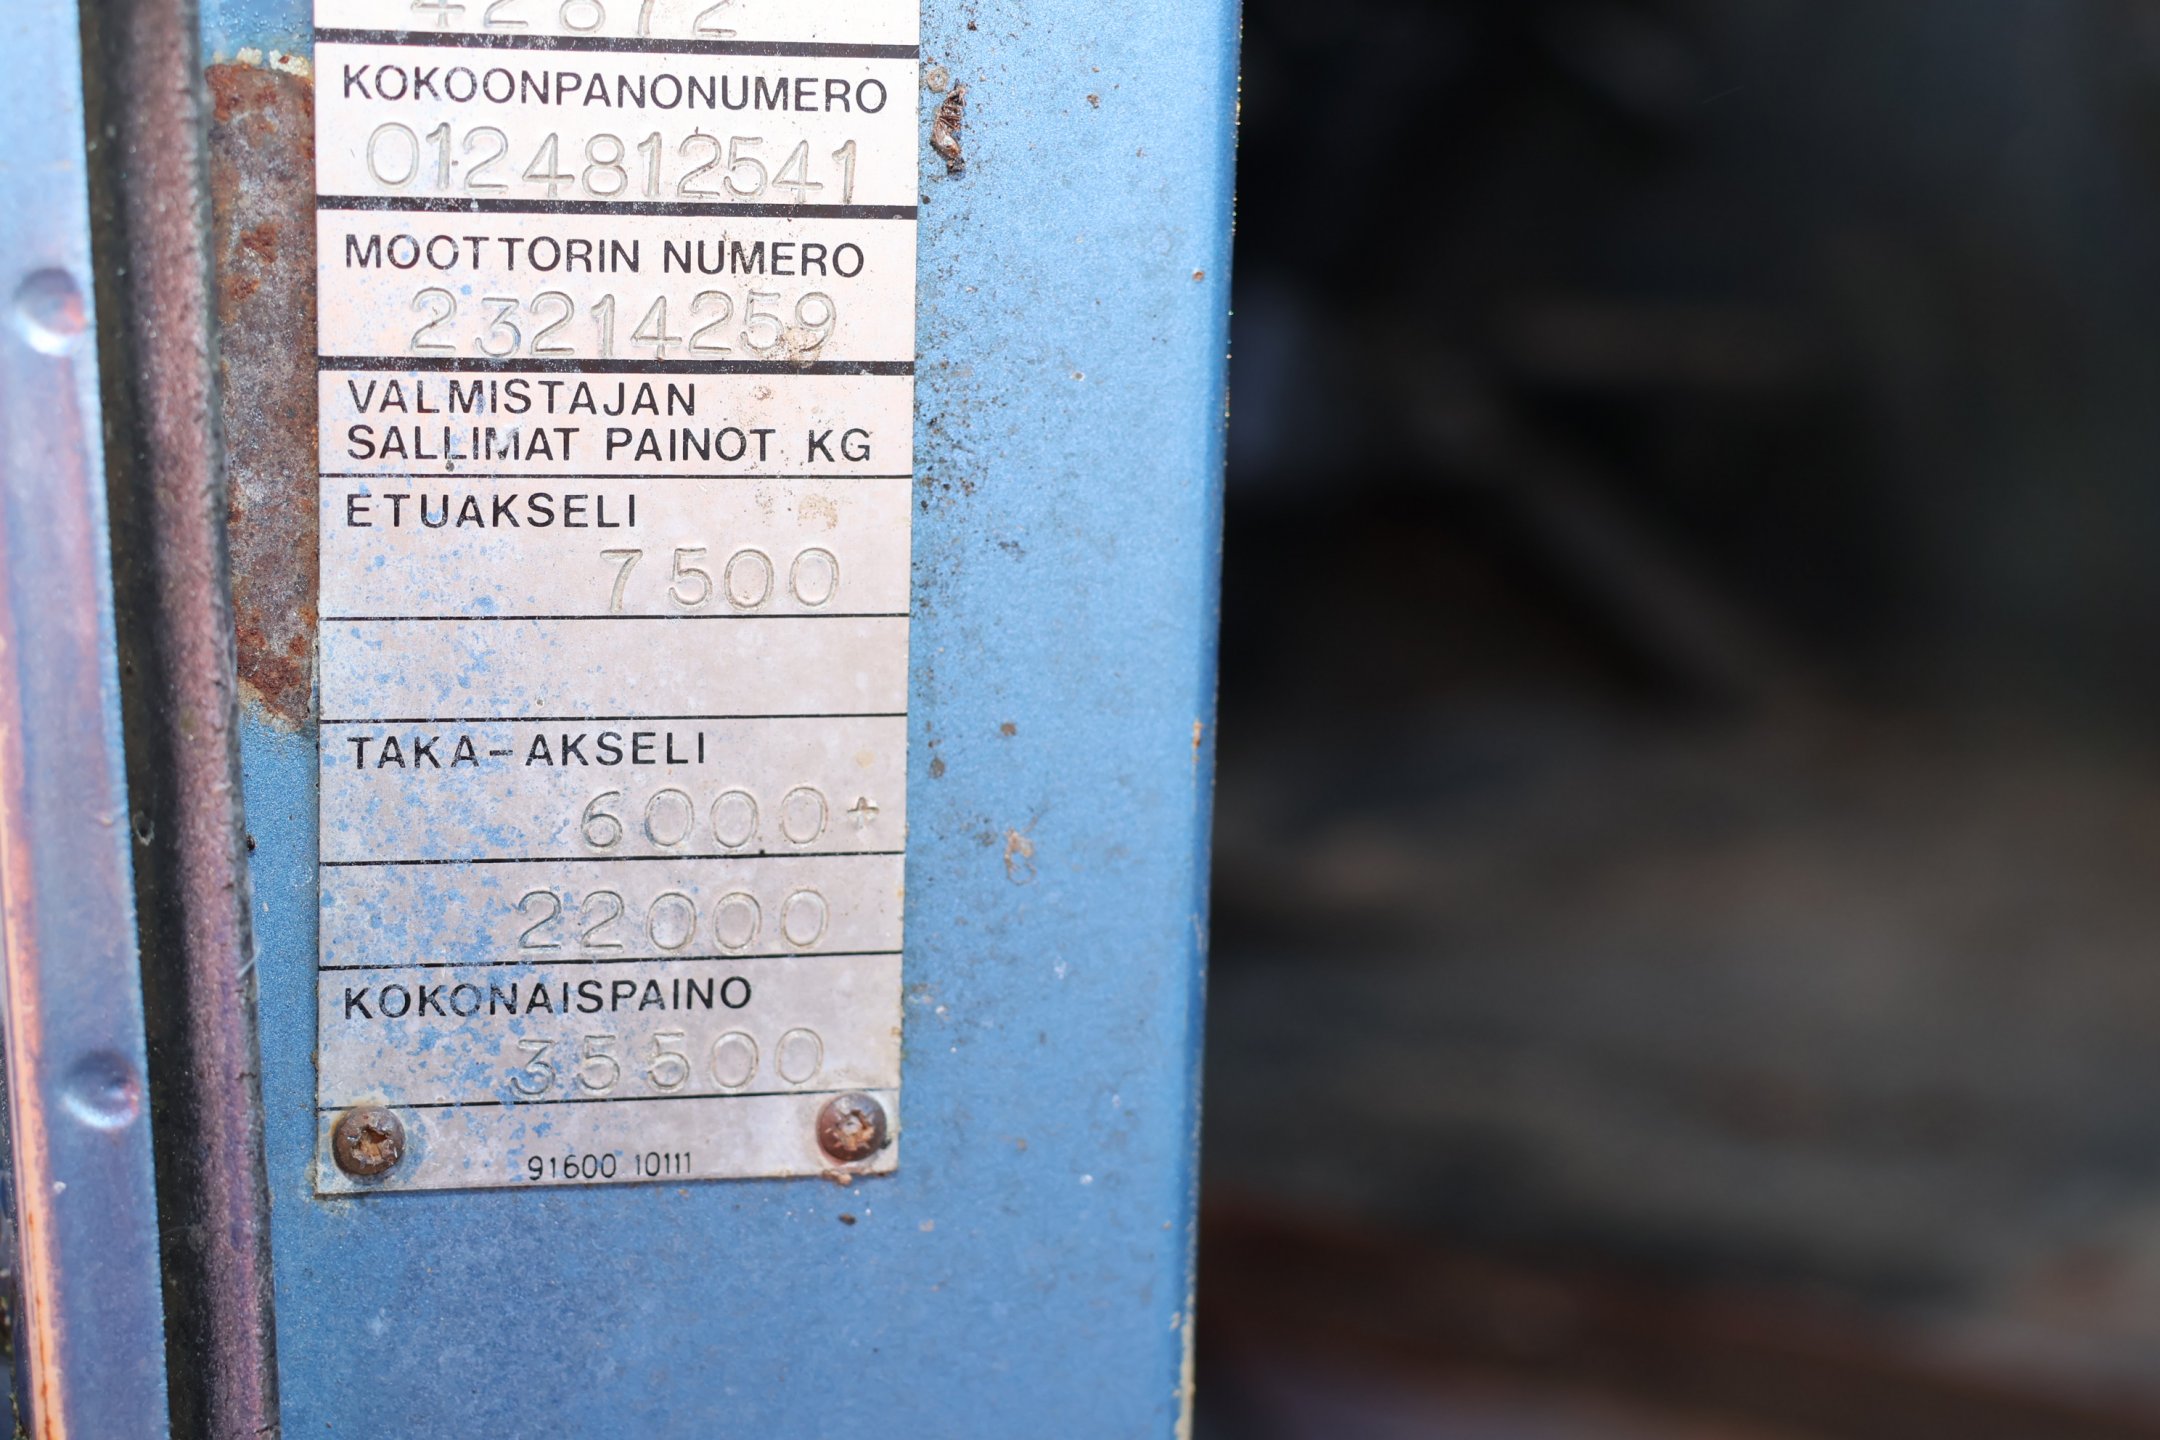 42872
KOKOONPANONUMERO
0124812541
MOOTTORIN NUMERO
23214259
VALMISTAJAN
SALLIMAT PAINOT KG
ETUAKSELI
7500
TAKA-AKSELI
6000+
22000
KOKONAISPAINO
35500
91600 10111